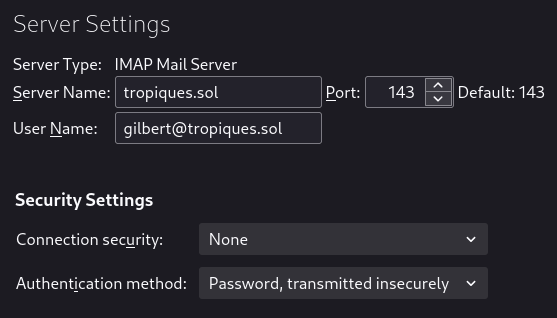 Server Settings
Server Type: IMAP Mail Server
Server Name: tropiques.sol Port: 143 Default: 143
User Name: gilbert@tropiques.sol
Security Settings
Connection security: None
Authentication method: Password, transmitted insecurely